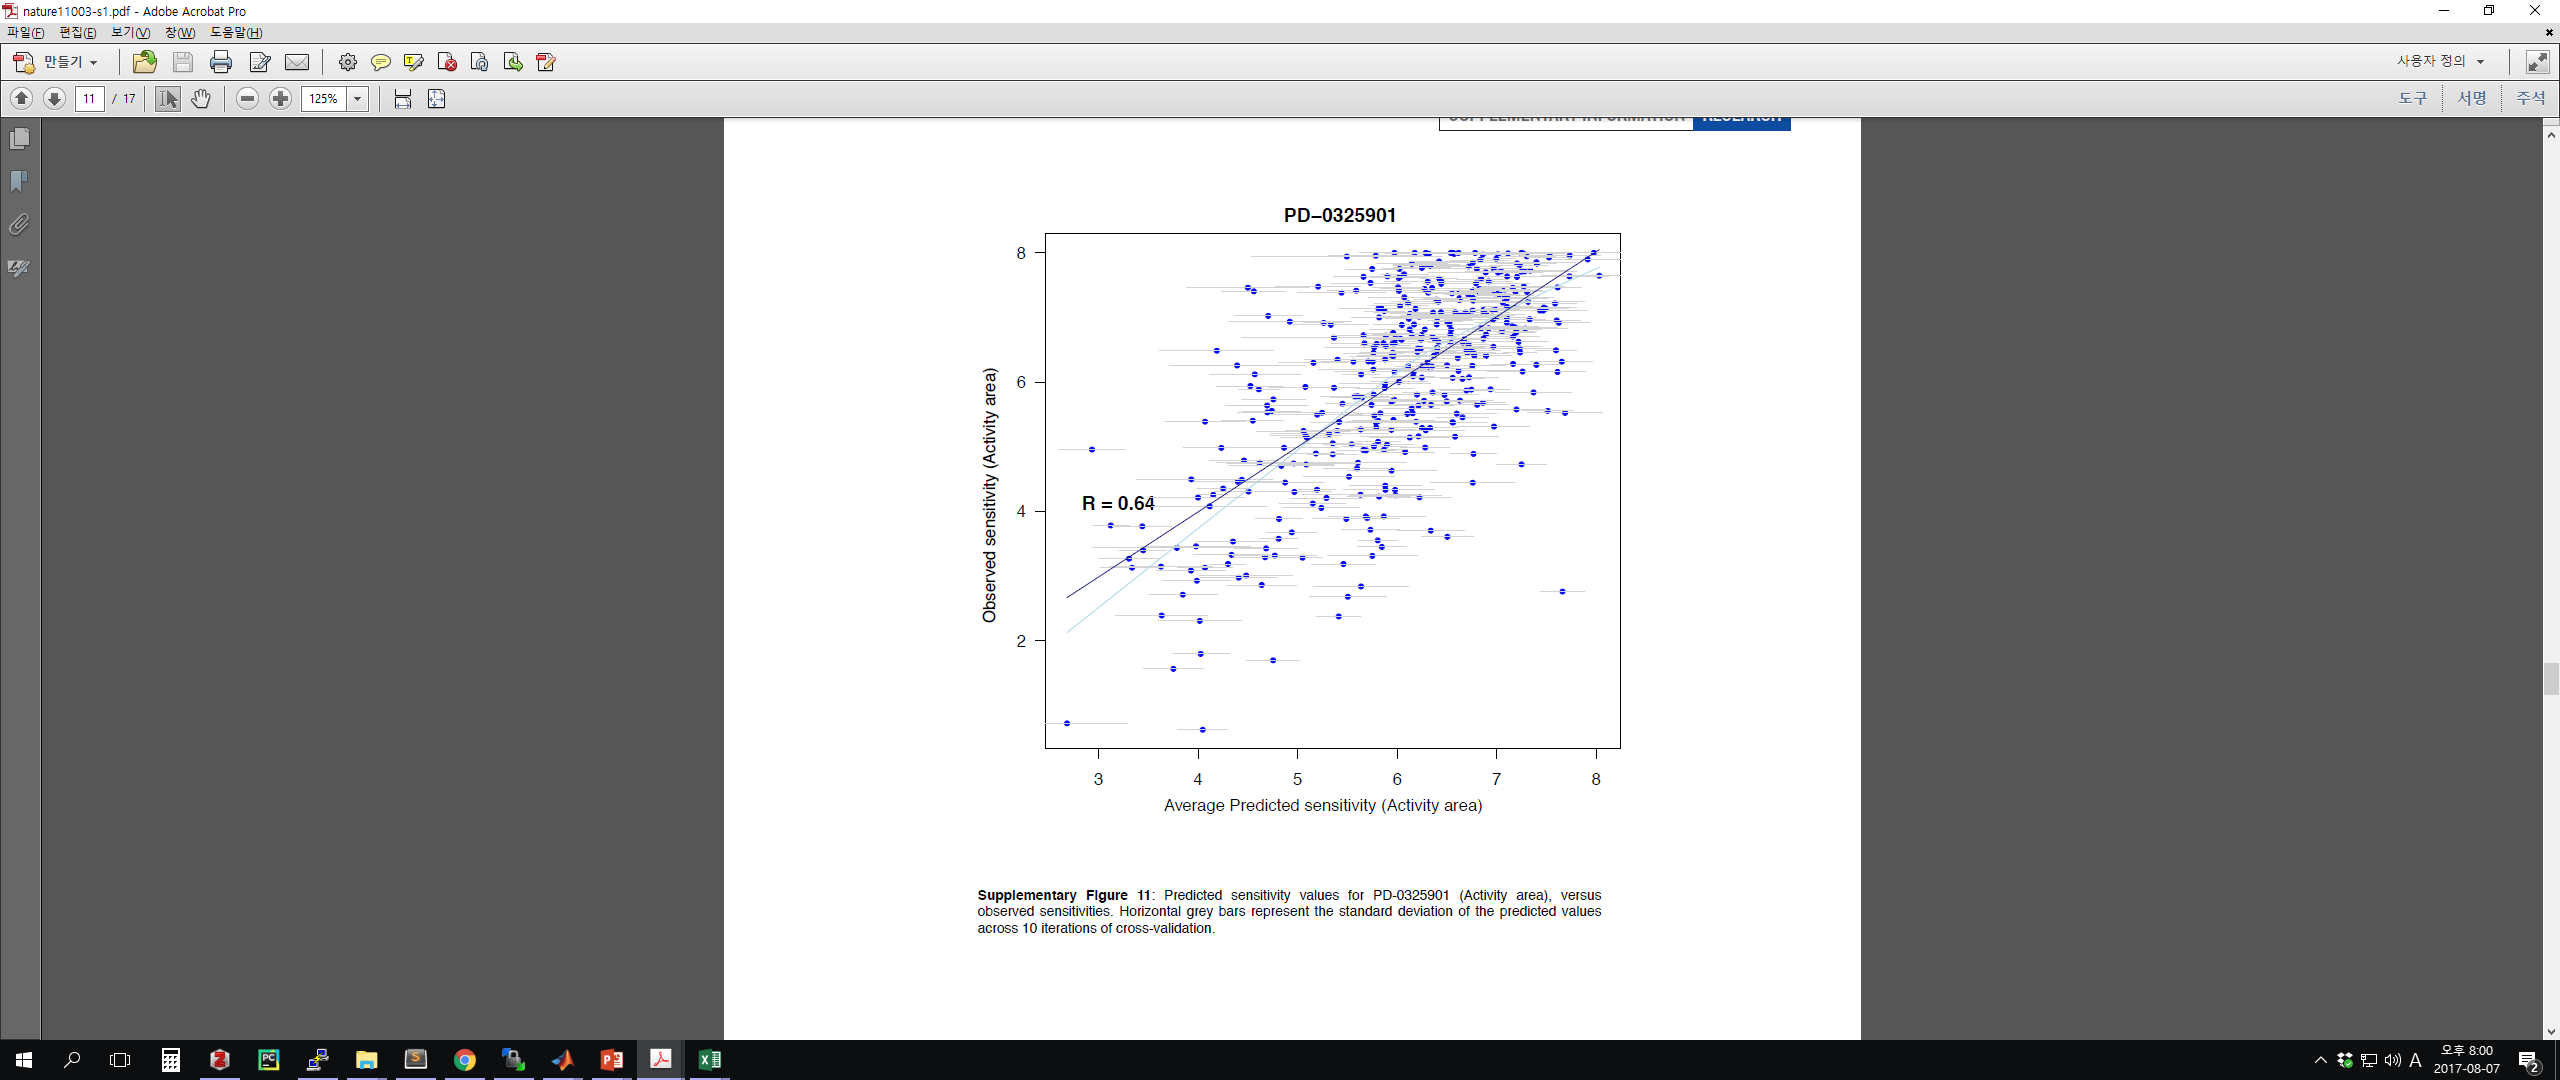 nature11003-s1.pdf - Adobe Acrobat Pro
파일(F) 편집(E) 보기(V) 창(W) 도움말(H)
만들기
사용자 정의
11 / 17 125%
도구 서명 주석
SUPPLEMENTARY INFORMATION RESEARCH
PD–0325901
8
6
4
2
Observed sensitivity (Activity area)
R = 0.64
3 4 5 6 7 8
Average Predicted sensitivity (Activity area)
Supplementary Figure 11: Predicted sensitivity values for PD-0325901 (Activity area), versus
observed sensitivities. Horizontal grey bars represent the standard deviation of the predicted values
across 10 iterations of cross-validation.
A
오후 8:00
2017-08-07
2